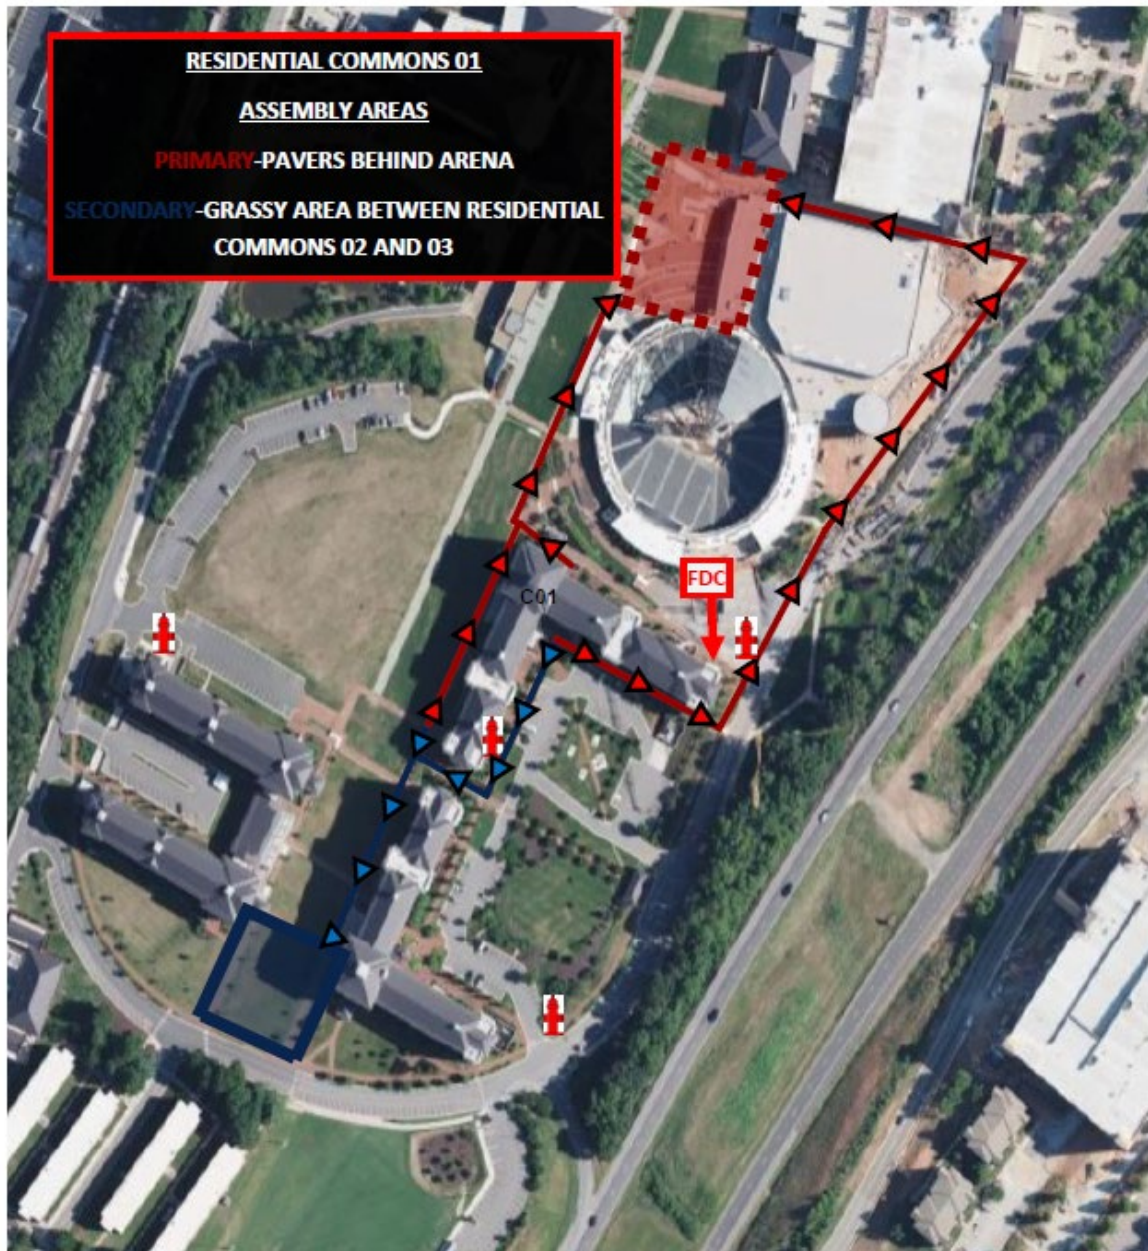 RESIDENTIAL COMMONS 01
ASSEMBLY AREAS
PRIMARY-PAVERS BEHIND ARENA
SECONDARY-GRASSY AREA BETWEEN RESIDENTIAL
COMMONS 02 AND 03
FDC
C01